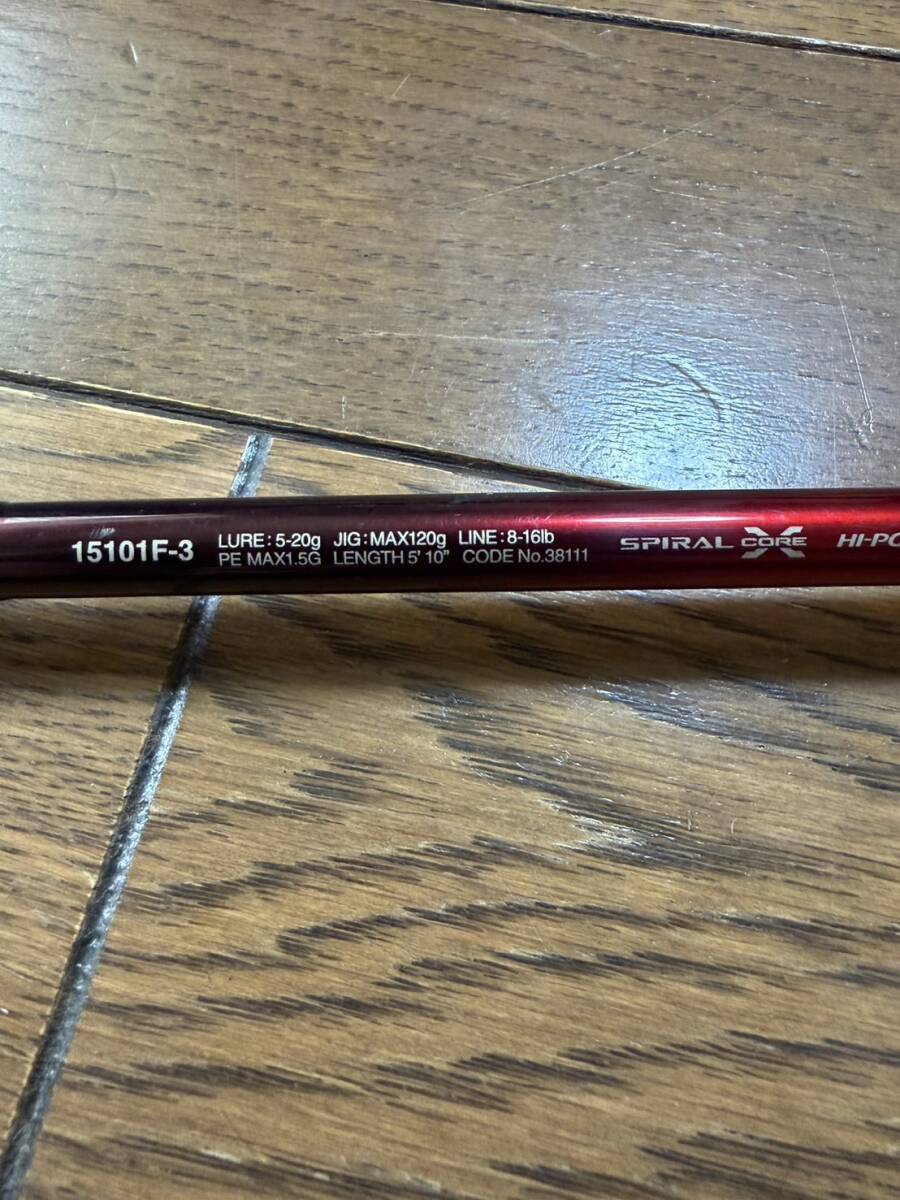 15101F-3
LURE : 5-20g JIG : MAX120g LINE : 8-16lb
PE MAX1.5G LENGTH 5' 10" CODE No.38111
SPIRAL X CORE